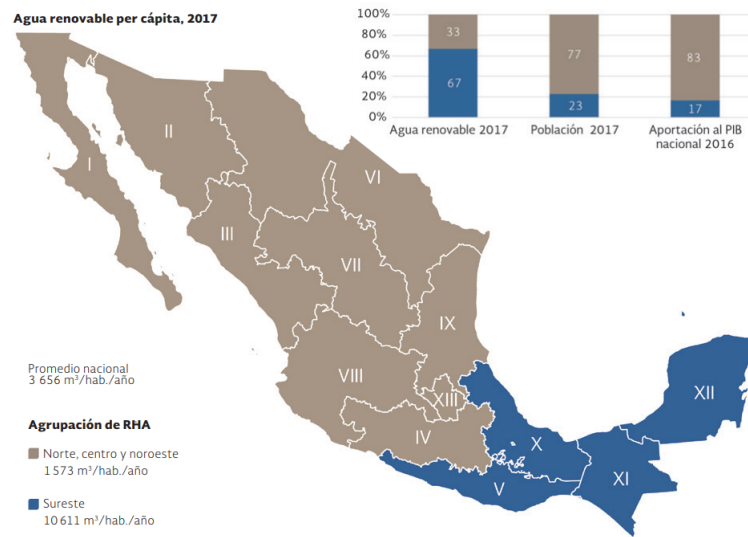 Agua renovable per cápita, 2017
100%
80%
60%
40%
20%
0%
33
67
77
23
83
17
Agua renovable 2017
Población 2017
Aportación al PIB
nacional 2016
I
II
III
VI
VII
IX
VIII
XIII
IV
X
V
XI
XII
Promedio nacional
3 656 m³/hab./año
Agrupación de RHA
Norte, centro y noroeste
1 573 m³/hab./año
Sureste
10 611 m³/hab./año